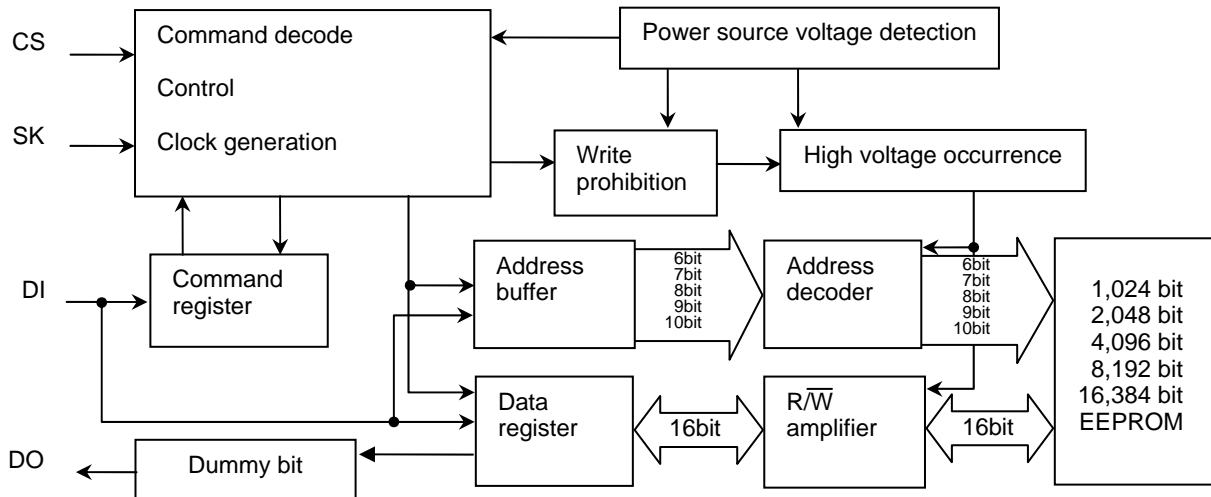 CS
Command decode
Control
Clock generation
Power source voltage detection
SK
Write
prohibition
High voltage occurrence
DI
Command
register
Address
buffer
6bit
7bit
8bit
9bit
10bit
Address
decoder
6bit
7bit
8bit
9bit
10bit
1,024 bit
2,048 bit
4,096 bit
8,192 bit
16,384 bit
EEPROM
Data
register
16bit
R/W̅
amplifier
16bit
DO
Dummy bit